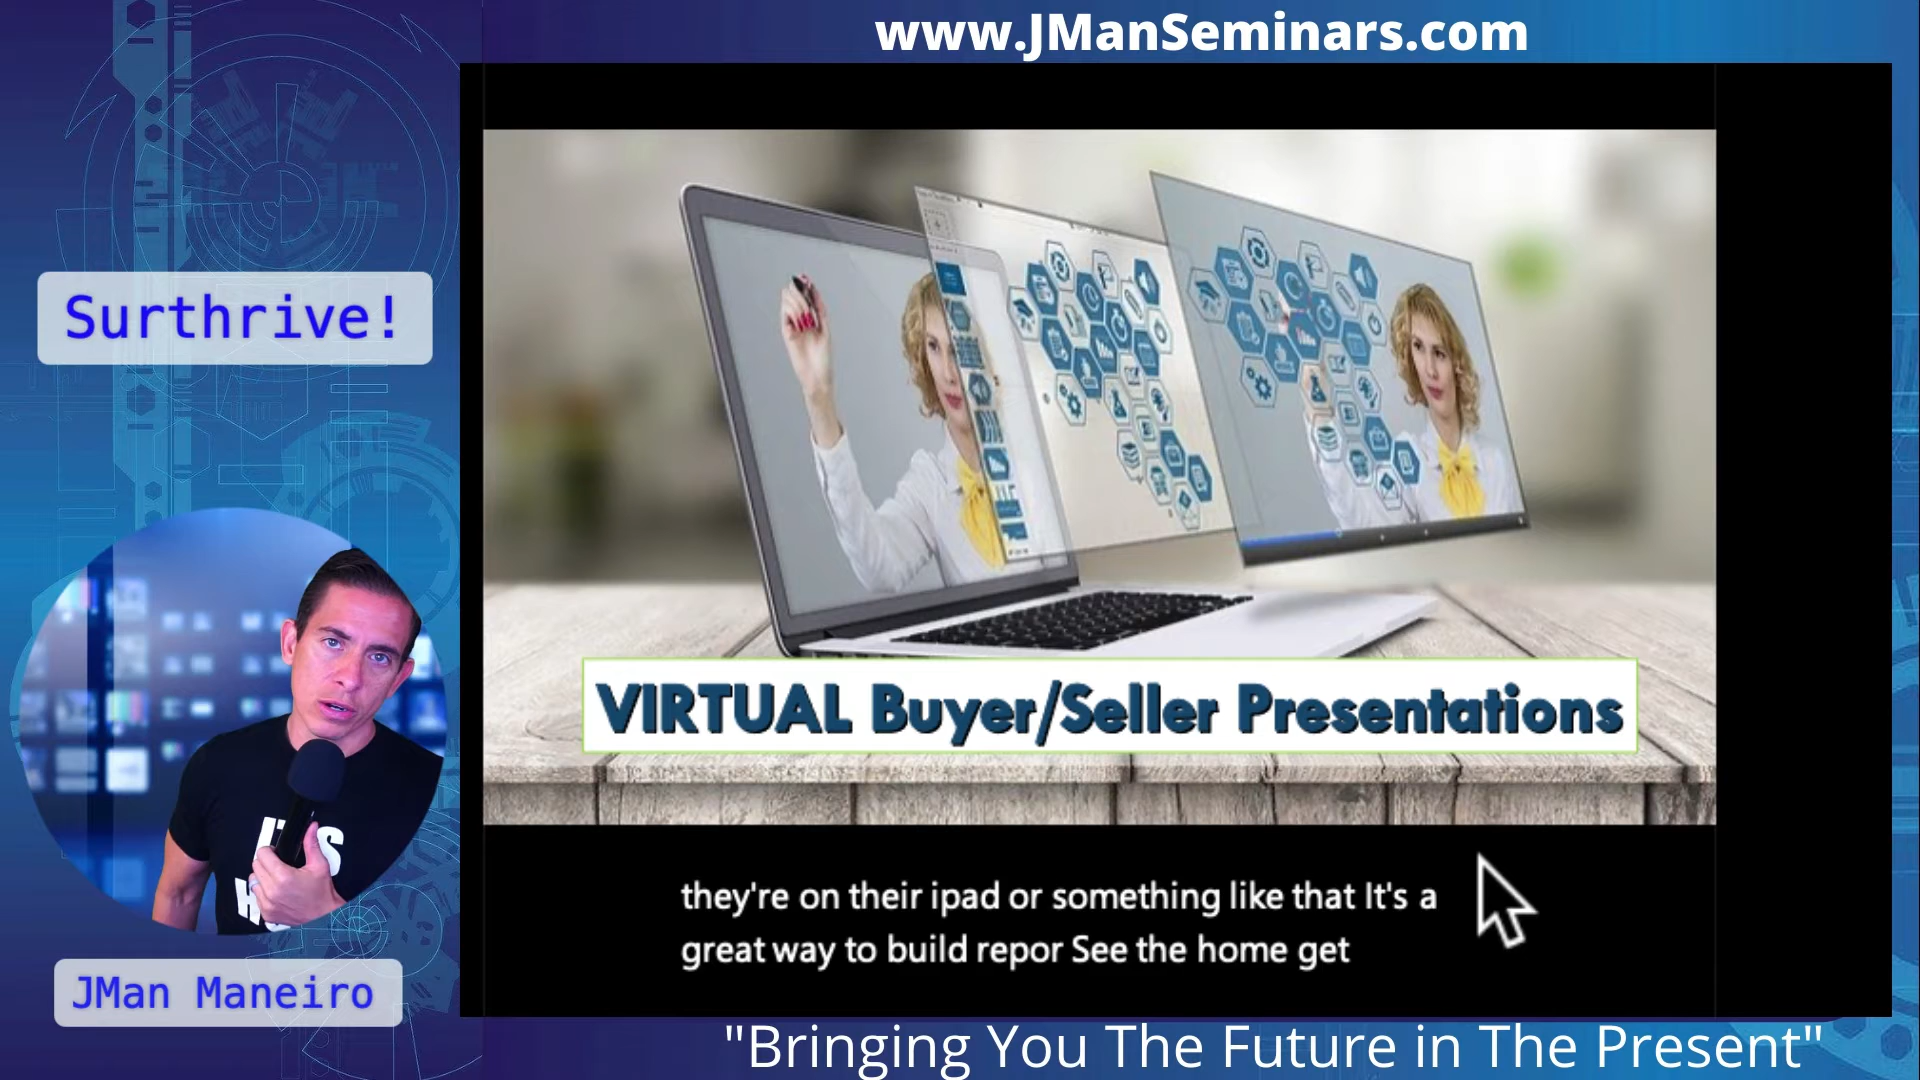 www.JManSeminars.com
Surthrive!
VIRTUAL Buyer/Seller Presentations
they're on their ipad or something like that It's a
great way to build repor See the home get
JMan Maneiro
"Bringing You The Future in The Present"